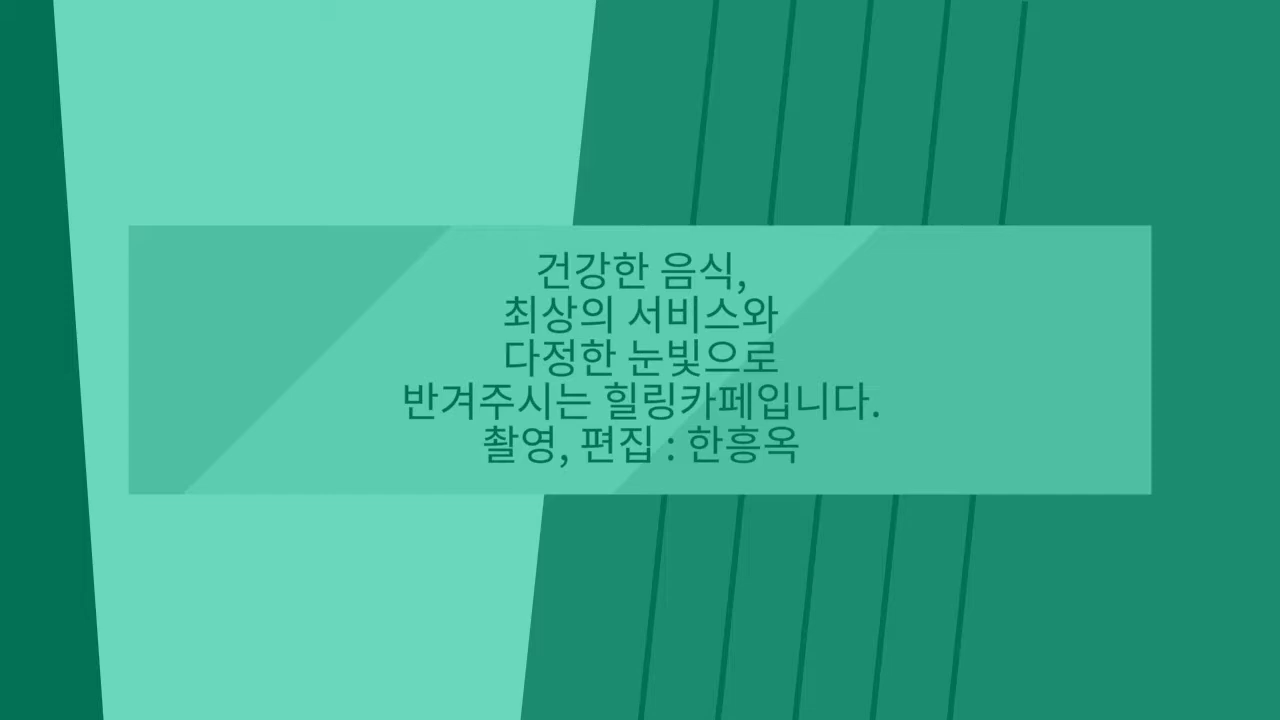 건강한 음식,
최상의 서비스와
다정한 눈빛으로
반겨주시는 힐링카페입니다.
촬영, 편집 : 한흥옥